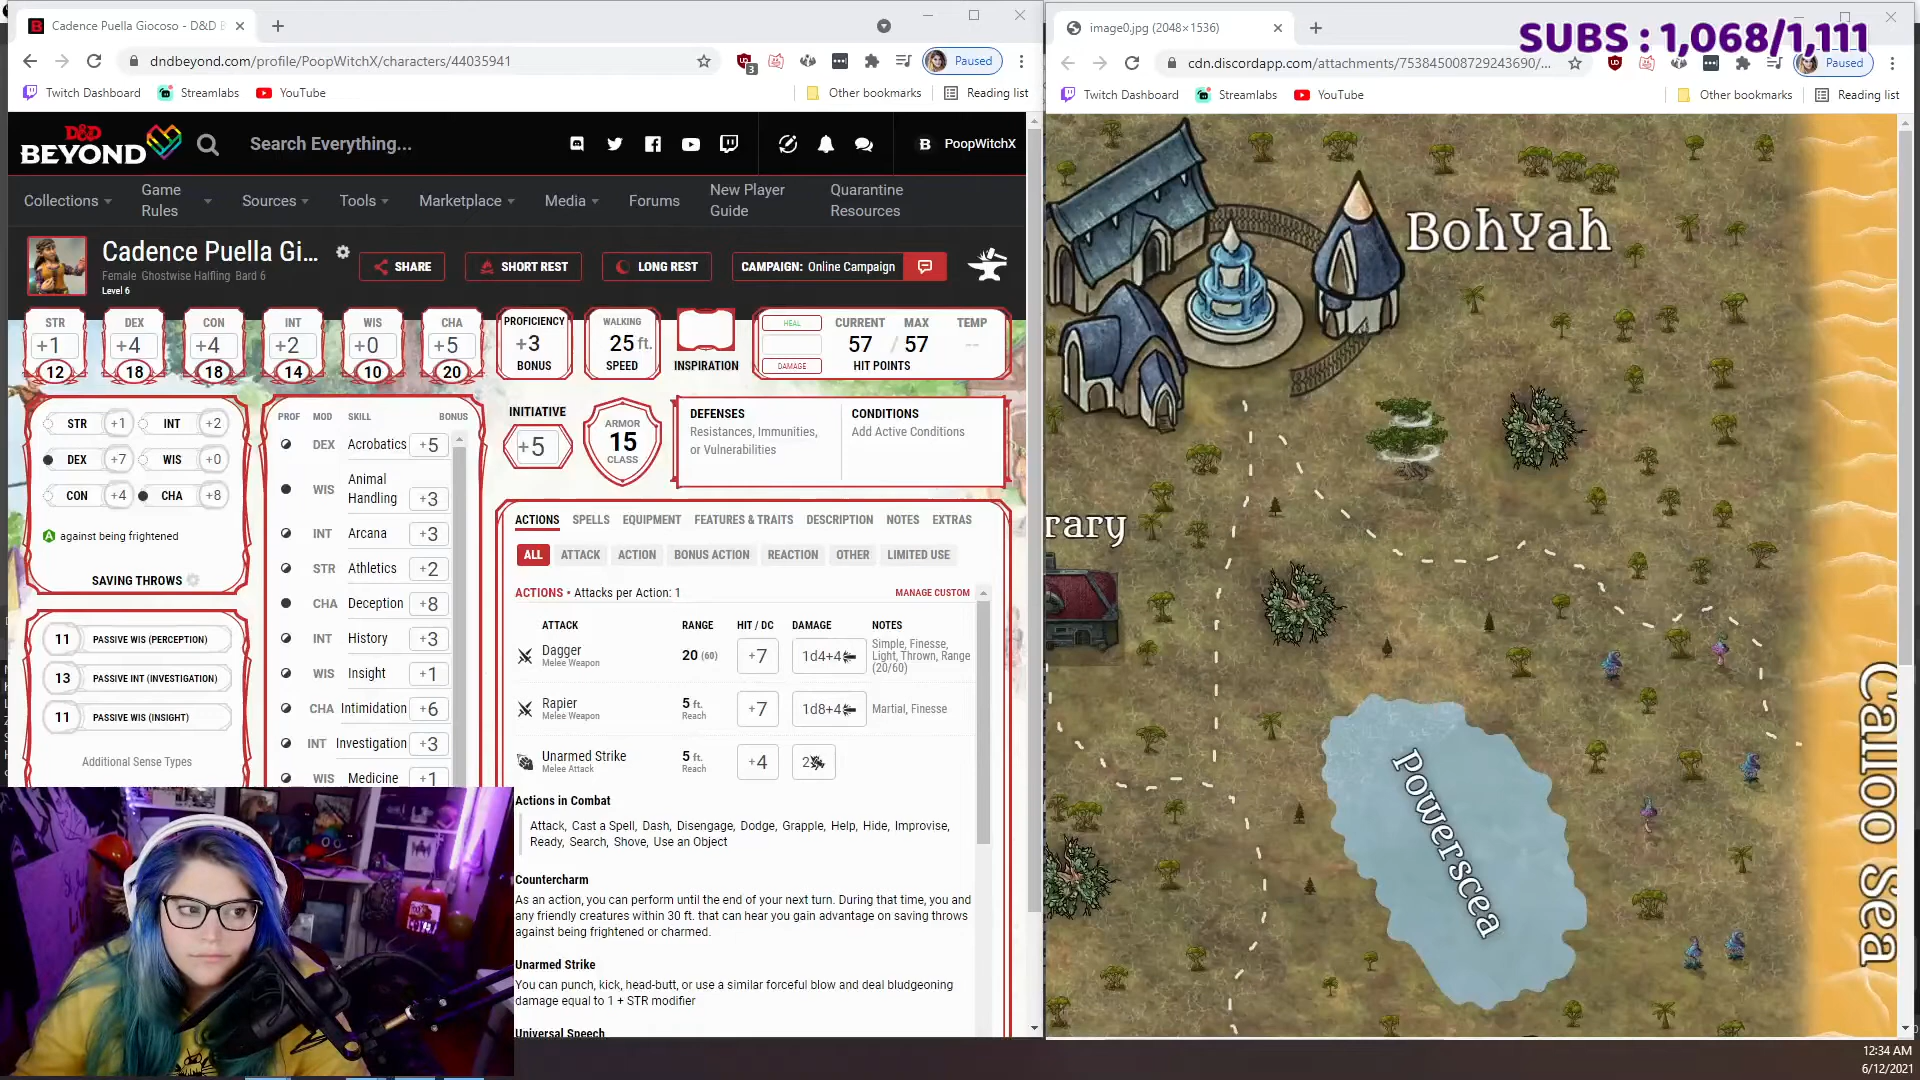 Cadence Puella Giocoso - D&D B
dndbeyond.com/profile/PoopWitchX/characters/44035941
3
Paused
Twitch Dashboard
Streamlabs
YouTube
Other bookmarks
Reading list
D&D
BEYOND
Search Everything...
PoopWitchX
Collections
Game Rules
Sources
Tools
Marketplace
Media
Forums
New Player Guide
Quarantine Resources
Cadence Puella Gi...
Female Ghostwise Halfling Bard 6
Level 6
SHARE
SHORT REST
LONG REST
CAMPAIGN: Online Campaign
STR
+1
12
DEX
+4
18
CON
+4
18
INT
+2
14
WIS
+0
10
CHA
+5
20
PROFICIENCY
+3
BONUS
WALKING
25 ft.
SPEED
INSPIRATION
HEAL
DAMAGE
CURRENT MAX TEMP
57 / 57 --
HIT POINTS
STR +1 INT +2
DEX +7 WIS +0
CON +4 CHA +8
A against being frightened
SAVING THROWS
11 PASSIVE WIS (PERCEPTION)
13 PASSIVE INT (INVESTIGATION)
11 PASSIVE WIS (INSIGHT)
Additional Sense Types
PROF MOD SKILL BONUS
DEX Acrobatics +5
WIS Animal Handling +3
INT Arcana +3
STR Athletics +2
CHA Deception +8
INT History +3
WIS Insight +1
CHA Intimidation +6
INT Investigation +3
WIS Medicine +1
INITIATIVE
+5
ARMOR
15
CLASS
DEFENSES
Resistances, Immunities,
or Vulnerabilities
CONDITIONS
Add Active Conditions
ACTIONS SPELLS EQUIPMENT FEATURES & TRAITS DESCRIPTION NOTES EXTRAS
ALL ATTACK ACTION BONUS ACTION REACTION OTHER LIMITED USE
ACTIONS • Attacks per Action: 1
MANAGE CUSTOM
ATTACK RANGE HIT / DC DAMAGE NOTES
Dagger 20 (60) +7 1d4+4
Melee Weapon
Simple, Finesse,
Light, Thrown, Range
(20/60)
Rapier 5 ft. +7 1d8+4 Martial, Finesse
Melee Weapon Reach
Unarmed Strike 5 ft. +4 2
Melee Attack Reach
Actions in Combat
Attack, Cast a Spell, Dash, Disengage, Dodge, Grapple, Help, Hide, Improvise,
Ready, Search, Shove, Use an Object
Countercharm
As an action, you can perform until the end of your next turn. During that time, you and
any friendly creatures within 30 ft. that can hear you gain advantage on saving throws
against being frightened or charmed.
Unarmed Strike
You can punch, kick, head-butt, or use a similar forceful blow and deal bludgeoning
damage equal to 1 + STR modifier
Universal Speech
image0.jpg (2048×1536)
SUBS : 1,068/1,111
cdn.discordapp.com/attachments/753845008729243690/...
Paused
Twitch Dashboard
Streamlabs
YouTube
Other bookmarks
Reading list
BohYah
rary
powersea
Calloo Sea
12:34 AM
6/12/2021